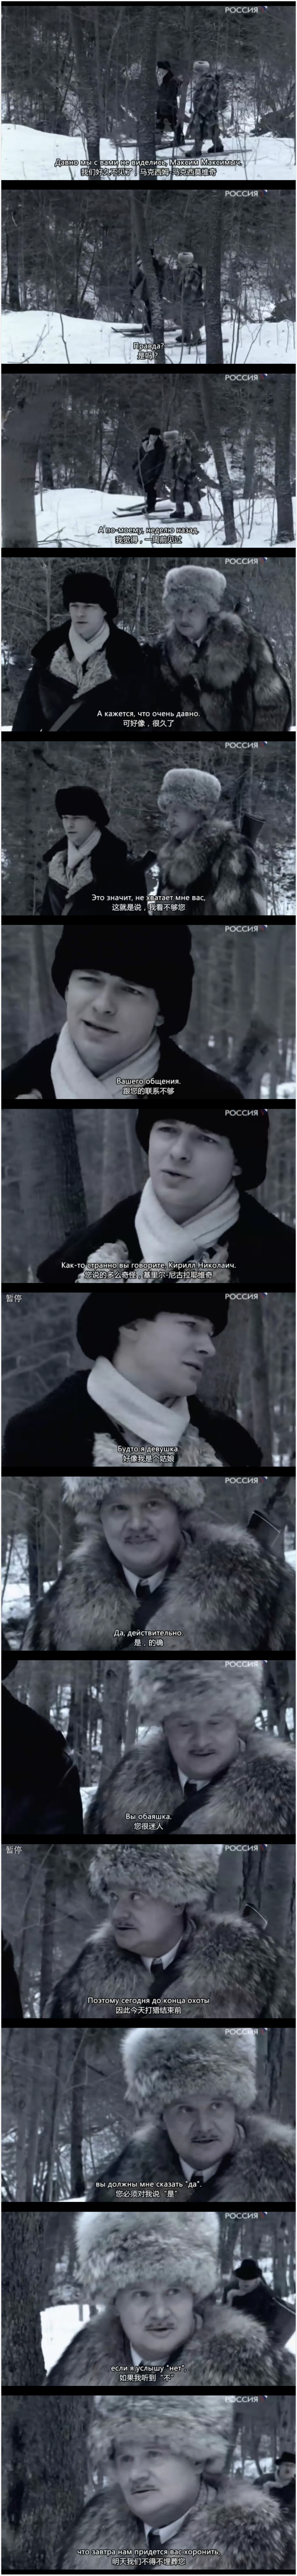 РОССИЯ
Давно мы с вами не виделись, Максим Максимыч.
我们好久不见了！马克西姆·马克西莫维奇
РОССИЯ
Правда?
是吗？
РОССИЯ
А по-моему, неделю назад.
我觉得，一周前见过
РОССИЯ
А кажется, что очень давно.
可好像，很久了
РОССИЯ
Это значит, не хватает мне вас,
这就是说，我看不够您
РОССИЯ
Вашего общения.
跟您的联系不够
РОССИЯ
Как-то странно вы говорите, Кирилл Николаич.
您说的多么奇怪，基里尔·尼古拉耶维奇
暂停
РОССИЯ
Будто я девушка.
好像我是个姑娘
РОССИЯ
Да, действительно.
是，的确
РОССИЯ
Вы обаяшка.
您很迷人
暂停
РОССИЯ
Поэтому сегодня до конца охоты
因此今天打猎结束前
РОССИЯ
вы должны мне сказать "да".
您必须对我说“是”
РОССИЯ
если я услышу "нет",
如果我听到“不”
РОССИЯ
что завтра нам придется вас хоронить.
明天我们不得不埋葬您